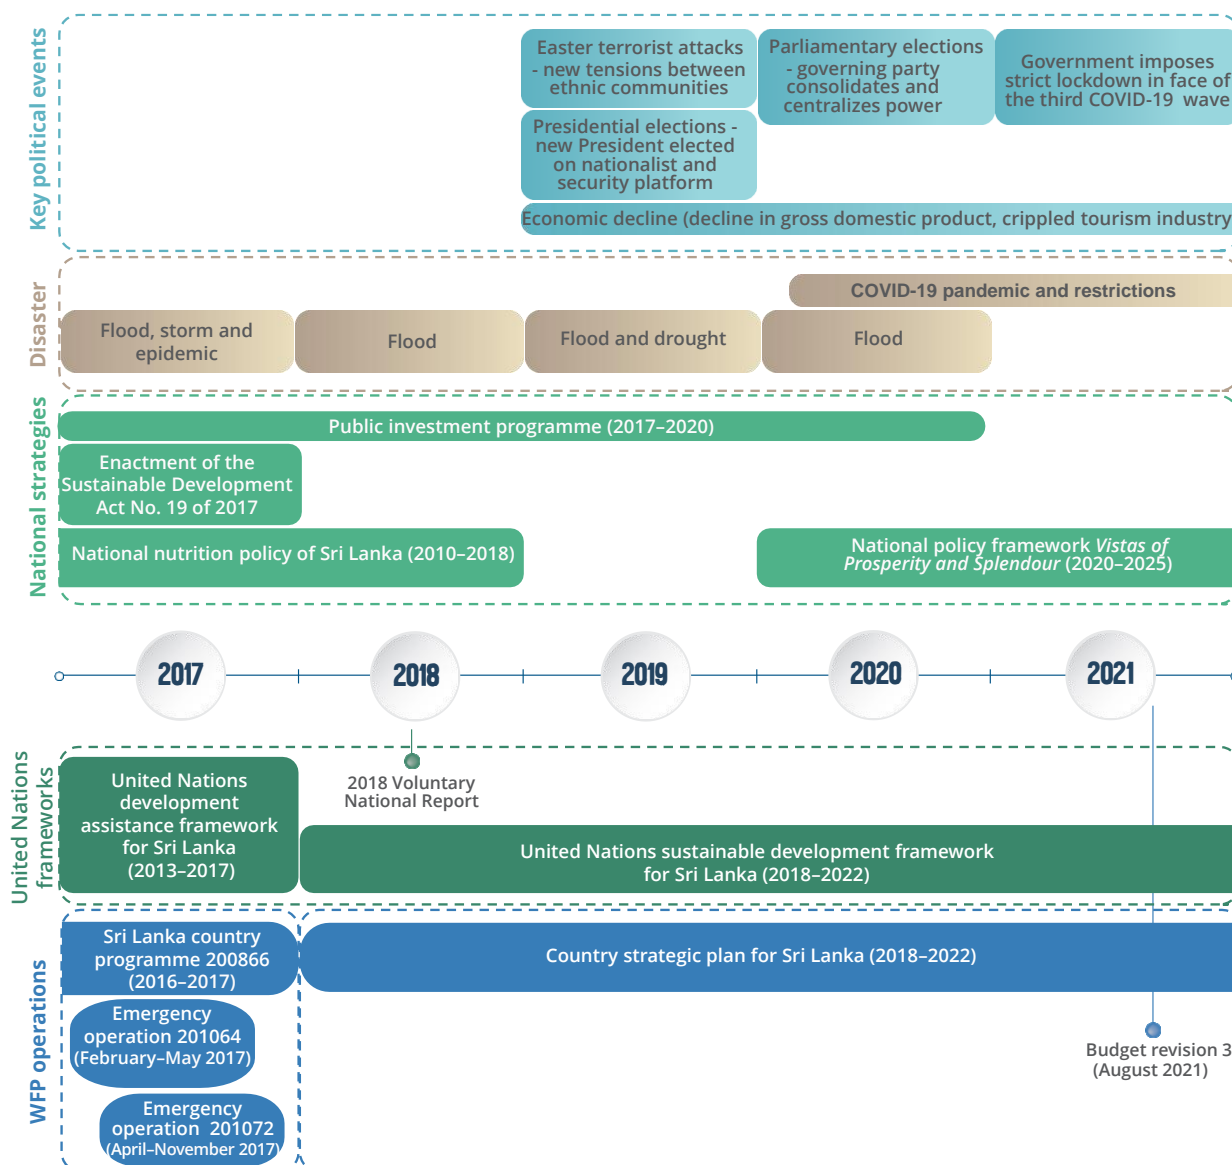 Key political events
Easter terrorist attacks
- new tensions between
ethnic communities
Parliamentary elections
- governing party
consolidates and
centralizes power
Government imposes
strict lockdown in face of
the third COVID-19 wave
Presidential elections -
new President elected
on nationalist and
security platform
Economic decline (decline in gross domestic product, crippled tourism industry
Disaster
COVID-19 pandemic and restrictions
Flood, storm and
epidemic
Flood
Flood and drought
Flood
National strategies
Public investment programme (2017–2020)
Enactment of the
Sustainable Development
Act No. 19 of 2017
National nutrition policy of Sri Lanka (2010–2018)
National policy framework Vistas of
Prosperity and Splendour (2020–2025)
2017
2018
2019
2020
2021
United Nations
frameworks
United Nations
development
assistance framework
for Sri Lanka
(2013–2017)
2018 Voluntary
National Report
United Nations sustainable development framework
for Sri Lanka (2018–2022)
WFP operations
Sri Lanka country
programme 200866
(2016–2017)
Country strategic plan for Sri Lanka (2018–2022)
Emergency
operation 201064
(February–May 2017)
Budget revision 3
(August 2021)
Emergency
operation 201072
(April–November 2017)